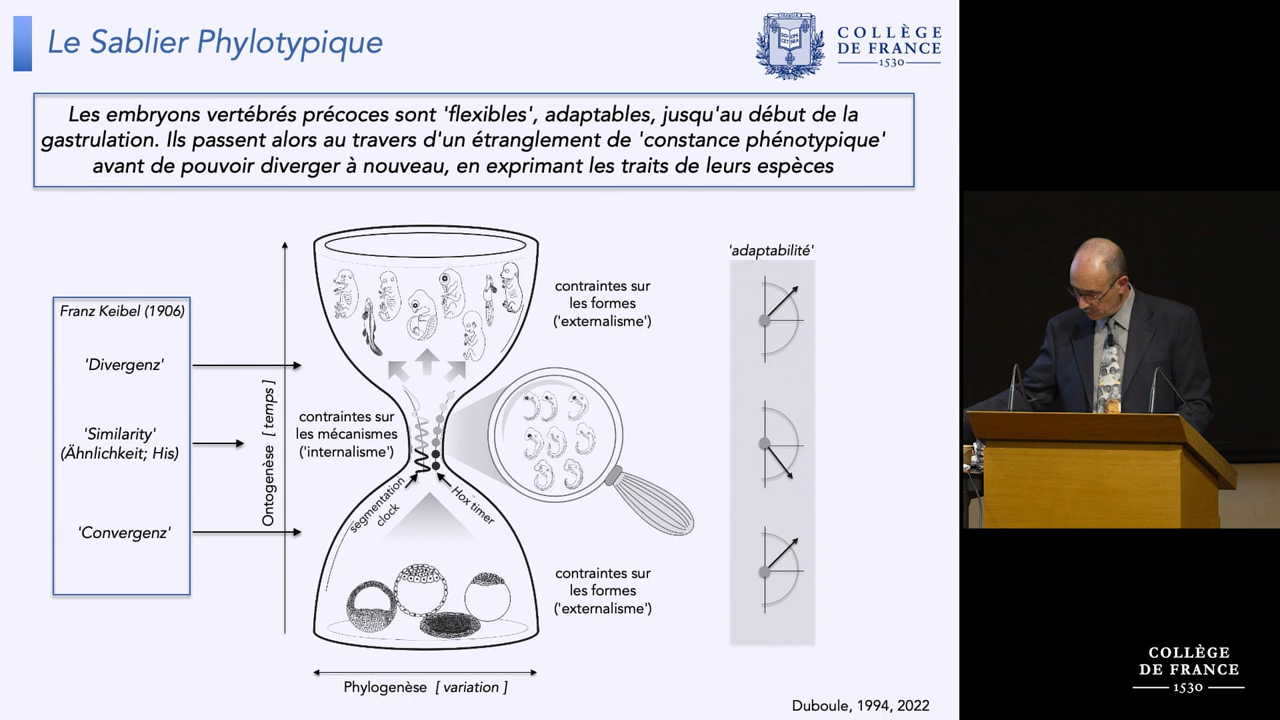 Le Sablier Phylotypique
COLLÈGE
DE FRANCE
1530
Les embryons vertébrés précoces sont 'flexibles', adaptables, jusqu'au début de la
gastrulation. Ils passent alors au travers d'un étranglement de 'constance phénotypique'
avant de pouvoir diverger à nouveau, en exprimant les traits de leurs espèces
Franz Keibel (1906)
'Divergenz'
'Similarity'
(Ähnlichkeit; His)
'Convergenz'
Ontogenèse [ temps ]
contraintes sur
les formes
('externalisme')
contraintes sur
les mécanismes
('internalisme')
segmentation
clock
Hox timer
contraintes sur
les formes
('externalisme')
'adaptabilité'
Phylogenèse [ variation ]
Duboule, 1994, 2022
COLLÈGE
DE FRANCE
1530